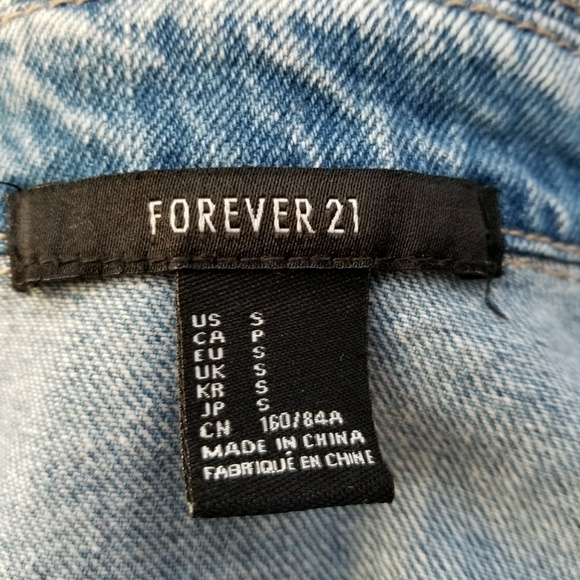 FOREVER 21
US S
CA P
EU S
UK S
KR S
JP S
CN 160/84A
MADE IN CHINA
FABRIQUÉ EN CHINE